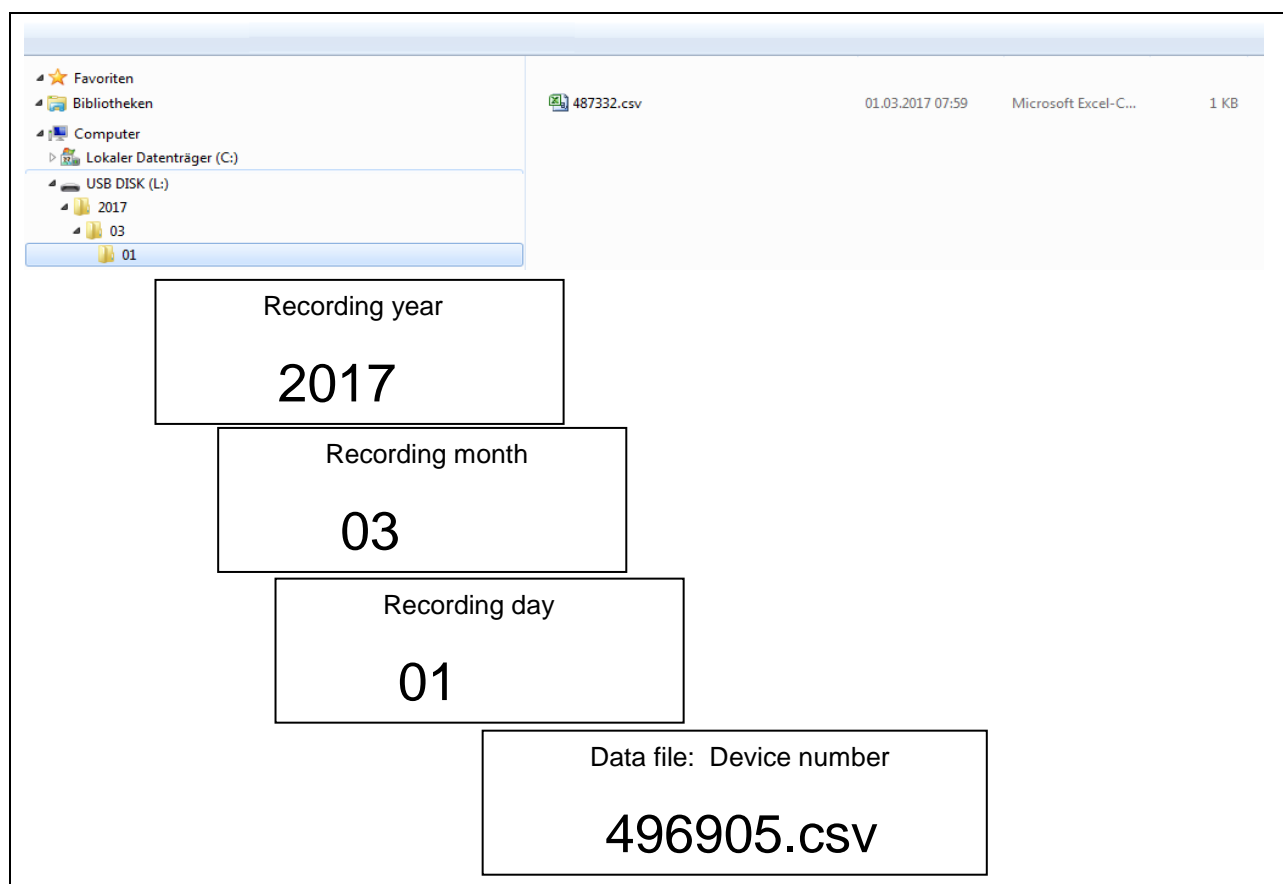 Favoriten
Bibliotheken
487332.csv 01.03.2017 07:59 Microsoft Excel-C... 1 KB
Computer
Lokaler Datenträger (C:)
USB DISK (L:)
2017
03
01
Recording year
2017
Recording month
03
Recording day
01
Data file: Device number
496905.csv